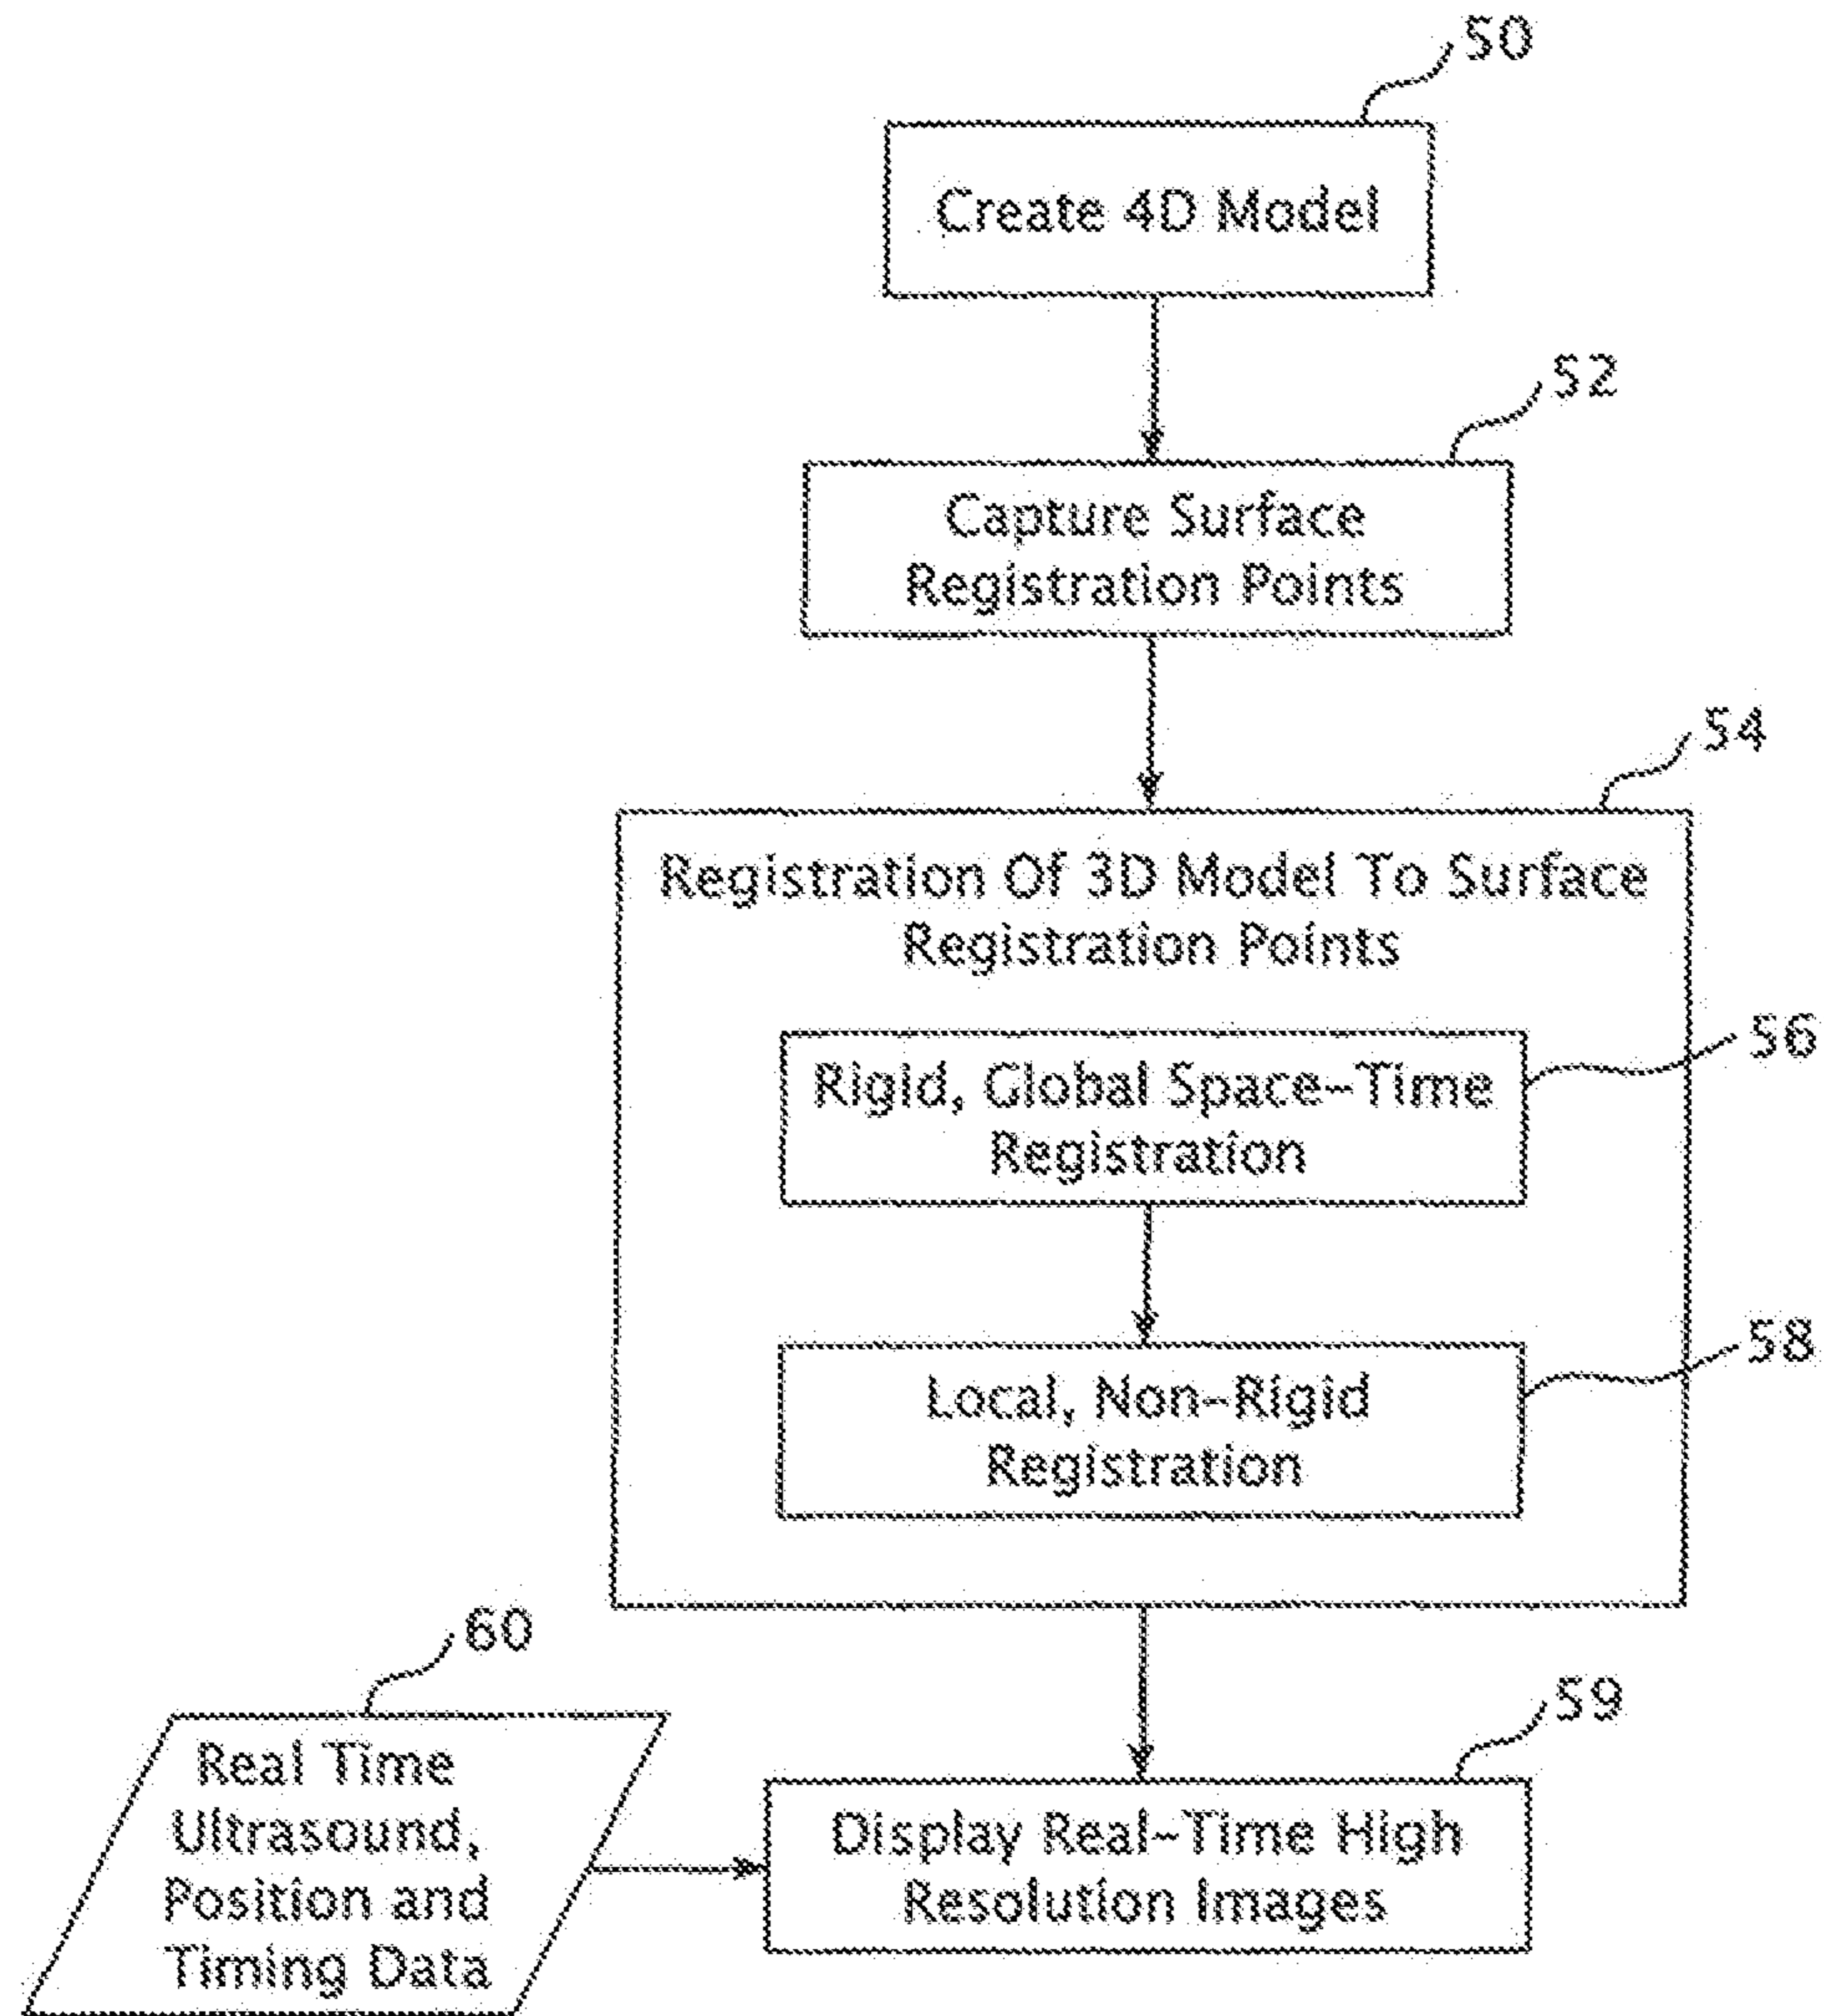 50
Create 4D Model
52
Capture Surface
Registration Points
54
Registration Of 3D Model To Surface
Registration Points
56
Rigid, Global Space-Time
Registration
58
Local, Non-Rigid
Registration
60
Real Time
Ultrasound,
Position and
Timing Data
59
Display Real-Time High
Resolution Images